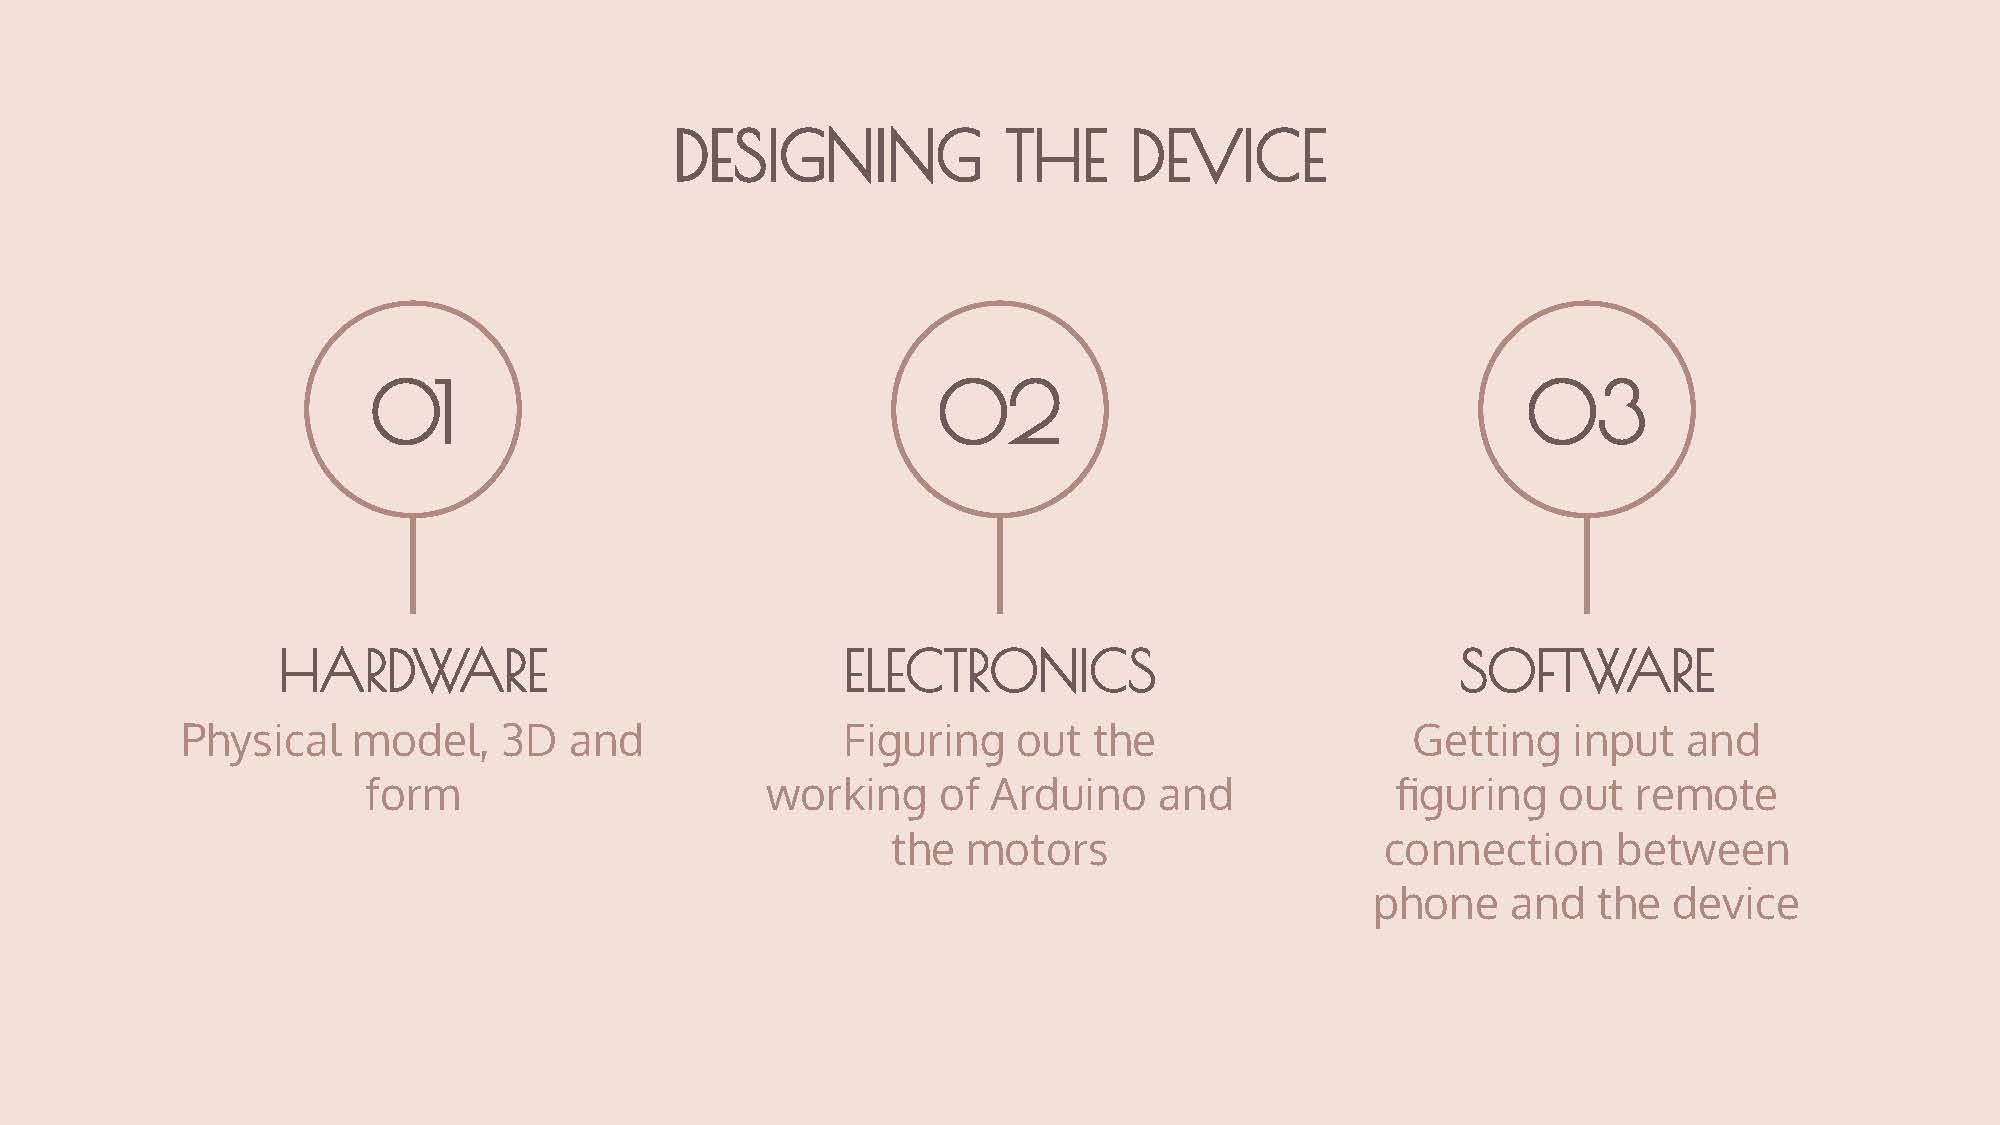 DESIGNING THE DEVICE
01
02
03
HARDWARE
Physical model, 3D and
form
ELECTRONICS
Figuring out the
working of Arduino and
the motors
SOFTWARE
Getting input and
figuring out remote
connection between
phone and the device